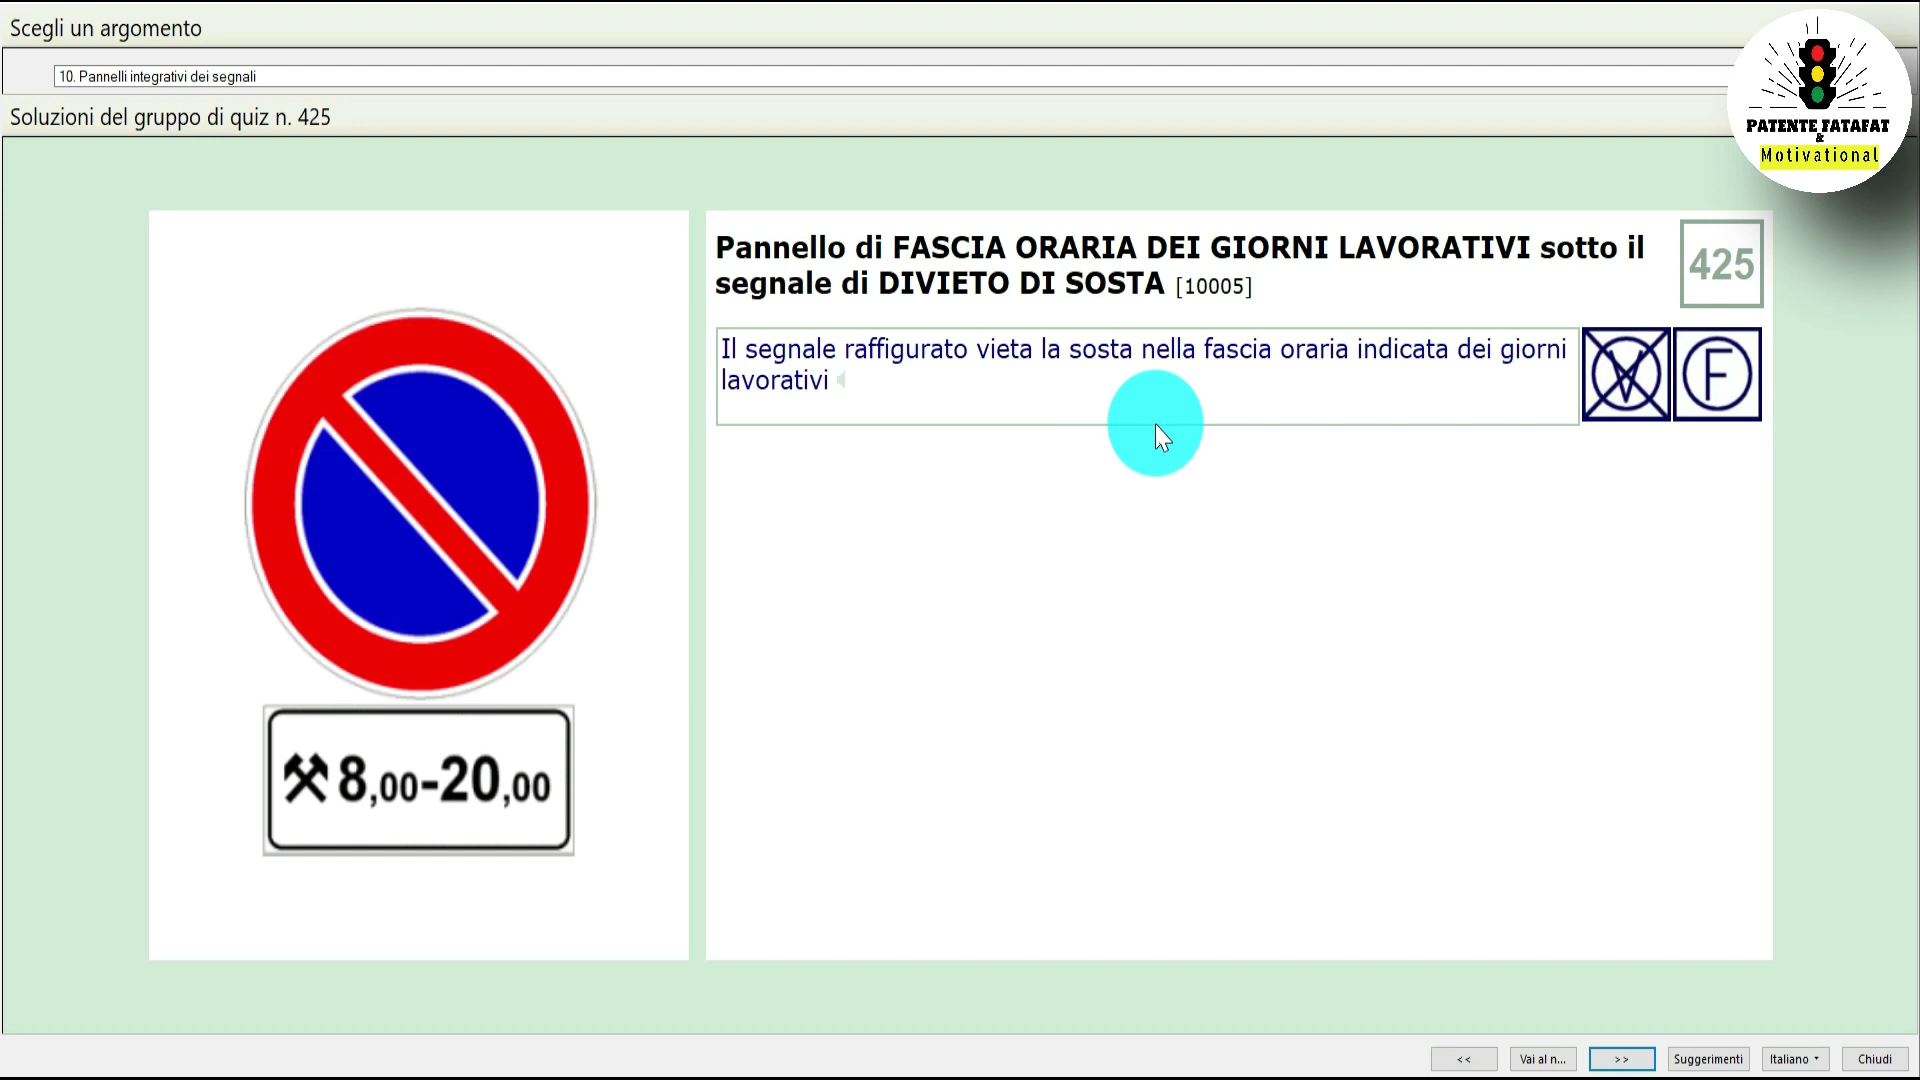 Scegli un argomento
10. Pannelli integrativi dei segnali
Soluzioni del gruppo di quiz n. 425
PATENTE FATAFAT
&
Motivational
Pannello di FASCIA ORARIA DEI GIORNI LAVORATIVI sotto il
segnale di DIVIETO DI SOSTA [10005]
425
Il segnale raffigurato vieta la sosta nella fascia oraria indicata dei giorni
lavorativi
V F
8,00-20,00
<< Vai al n... >> Suggerimenti Italiano Chiudi